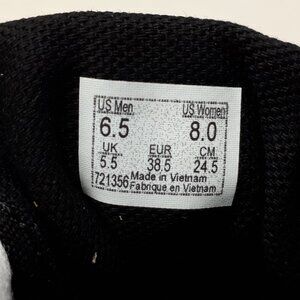 US Men US Women
6.5 8.0
UK EUR CM
5.5 38.5 24.5
721356 Made in Vietnam
Fabrique en Vietnam